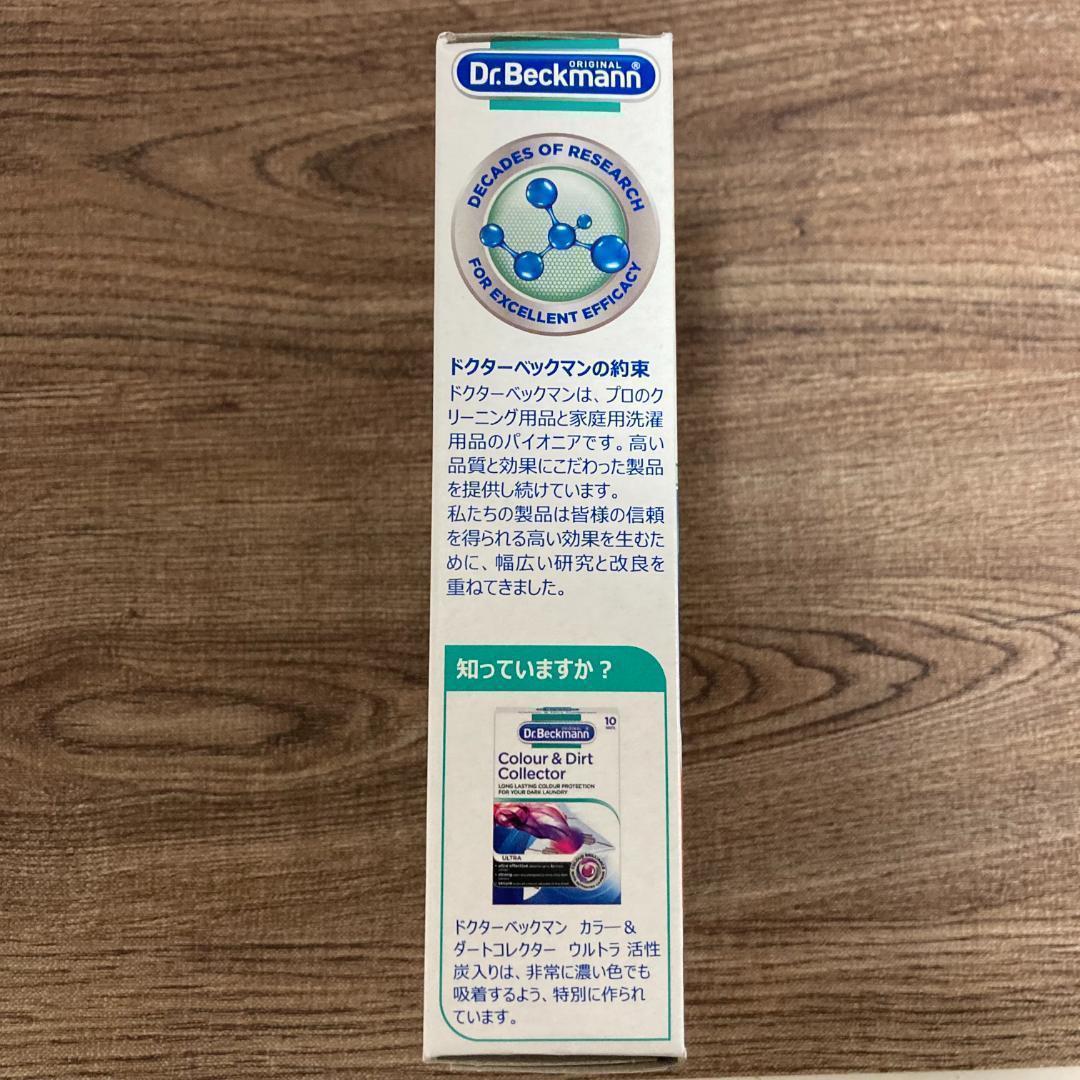 ORIGINAL
Dr.Beckmann®
DECADES OF RESEARCH
FOR EXCELLENT EFFICACY
ドクターベックマンの約束
ドクターベックマンは、プロのク
リーニング用品と家庭用洗濯
用品のパイオニアです。高い
品質と効果にこだわった製品
を提供し続けています。
私たちの製品は皆様の信頼
を得られる高い効果を生むた
めに、幅広い研究と改良を
重ねてきました。
知っていますか？
10
Dr.Beckmann
Colour & Dirt
Collector
LONG LASTING COLOUR PROTECTION
FOR YOUR DARK LAUNDRY
ULTRA
ドクターベックマン カラー＆
ダートコレクター ウルトラ 活性
炭入りは、非常に濃い色でも
吸着するよう、特別に作られ
ています。